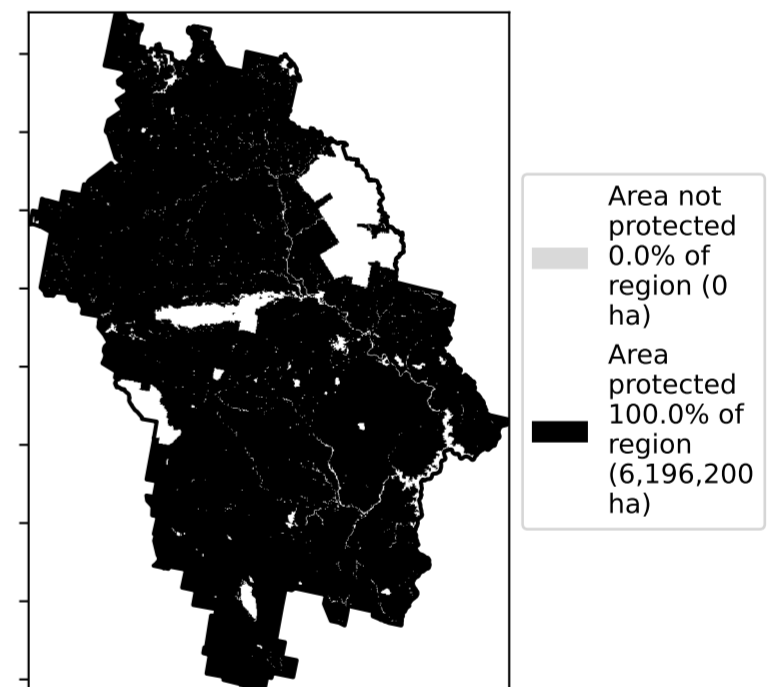 Area not
protected
0.0% of
region (0
ha)
Area
protected
100.0% of
region
(6,196,200
ha)